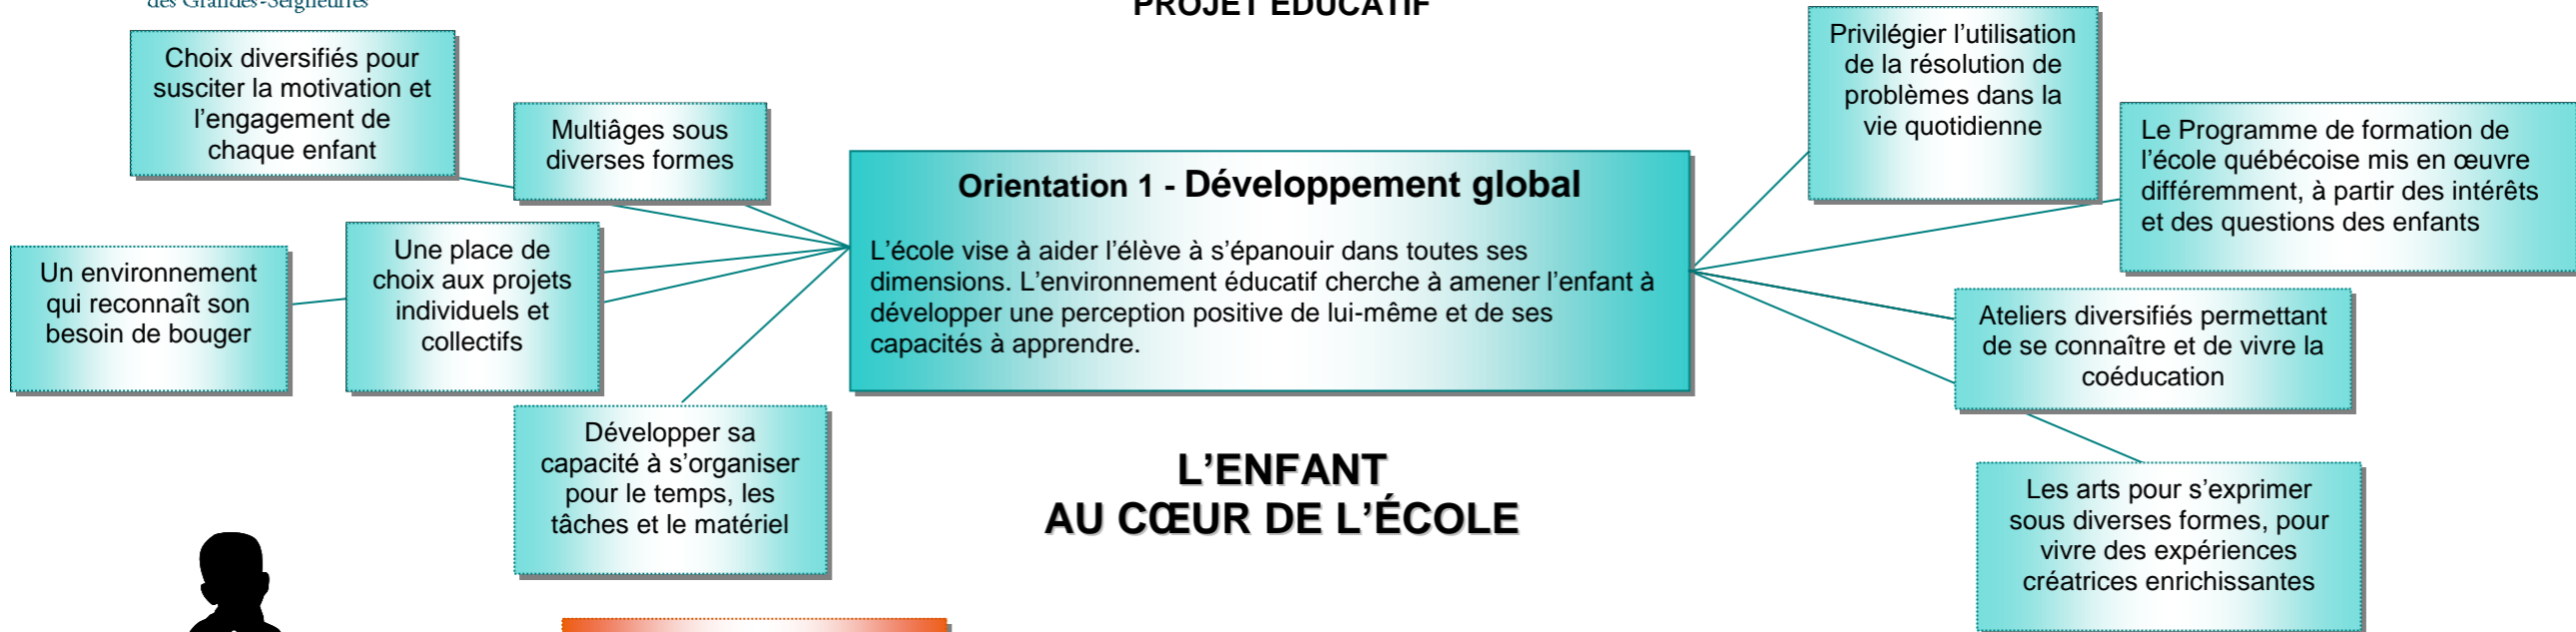 des Grandes-Seigneuries
PROJET ÉDUCATIF
Choix diversifiés pour
susciter la motivation et
l’engagement de
chaque enfant
Multiâges sous
diverses formes
Un environnement
qui reconnaît son
besoin de bouger
Une place de
choix aux projets
individuels et
collectifs
Développer sa
capacité à s’organiser
pour le temps, les
tâches et le matériel
Orientation 1 - Développement global
L’école vise à aider l’élève à s’épanouir dans toutes ses
dimensions. L’environnement éducatif cherche à amener l’enfant à
développer une perception positive de lui-même et de ses
capacités à apprendre.
L’ENFANT
AU CŒUR DE L’ÉCOLE
Privilégier l’utilisation
de la résolution de
problèmes dans la
vie quotidienne
Le Programme de formation de
l’école québécoise mis en œuvre
différemment, à partir des intérêts
et des questions des enfants
Ateliers diversifiés permettant
de se connaître et de vivre la
coéducation
Les arts pour s’exprimer
sous diverses formes, pour
vivre des expériences
créatrices enrichissantes